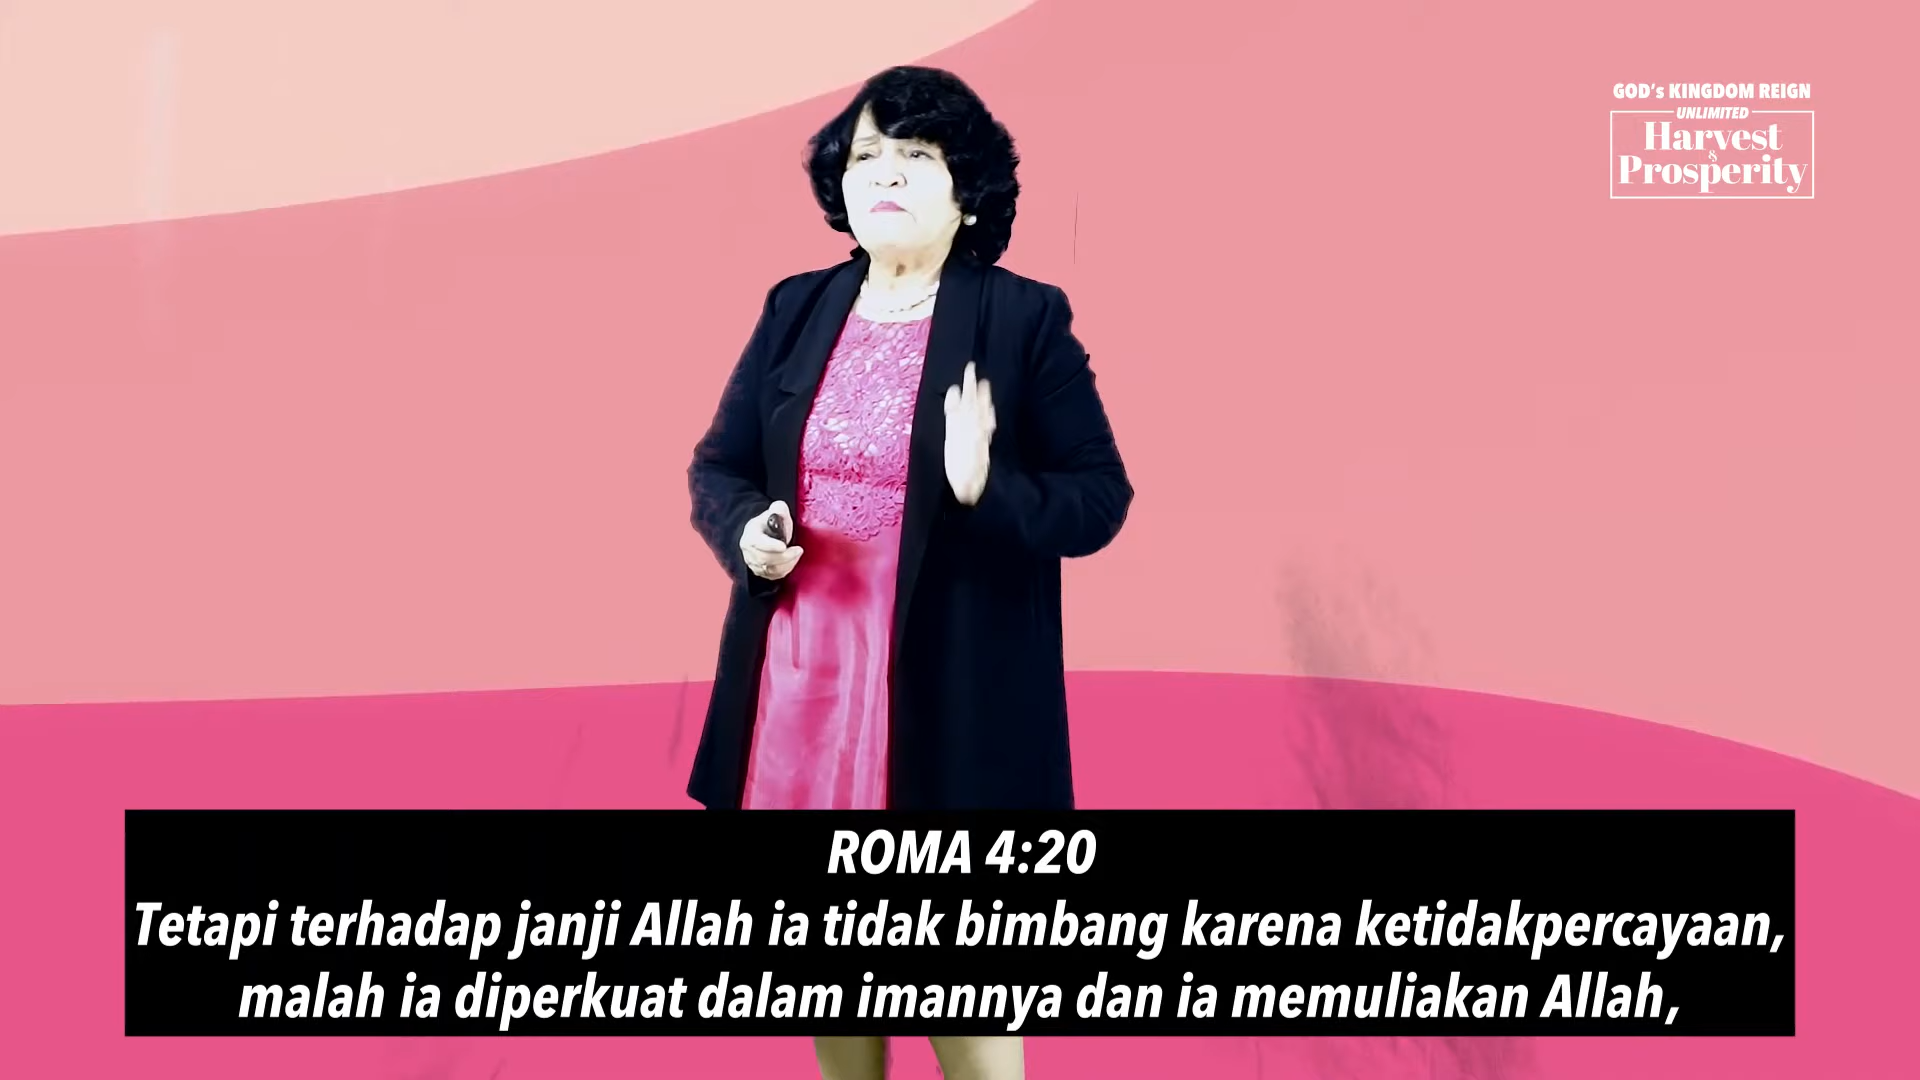 GOD's KINGDOM REIGN
UNLIMITED
Harvest
&
Prosperity
ROMA 4:20
Tetapi terhadap janji Allah ia tidak bimbang karena ketidakpercayaan,
malah ia diperkuat dalam imannya dan ia memuliakan Allah,